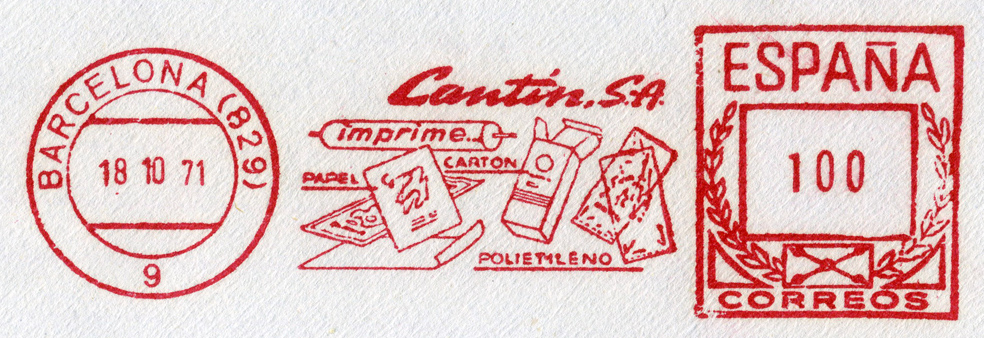 BARCELONA (829)
18 10 71
9
Cantín, S.A.
imprime..
PAPEL
CARTON
POLIETILENO
ESPAÑA
100
CORREOS